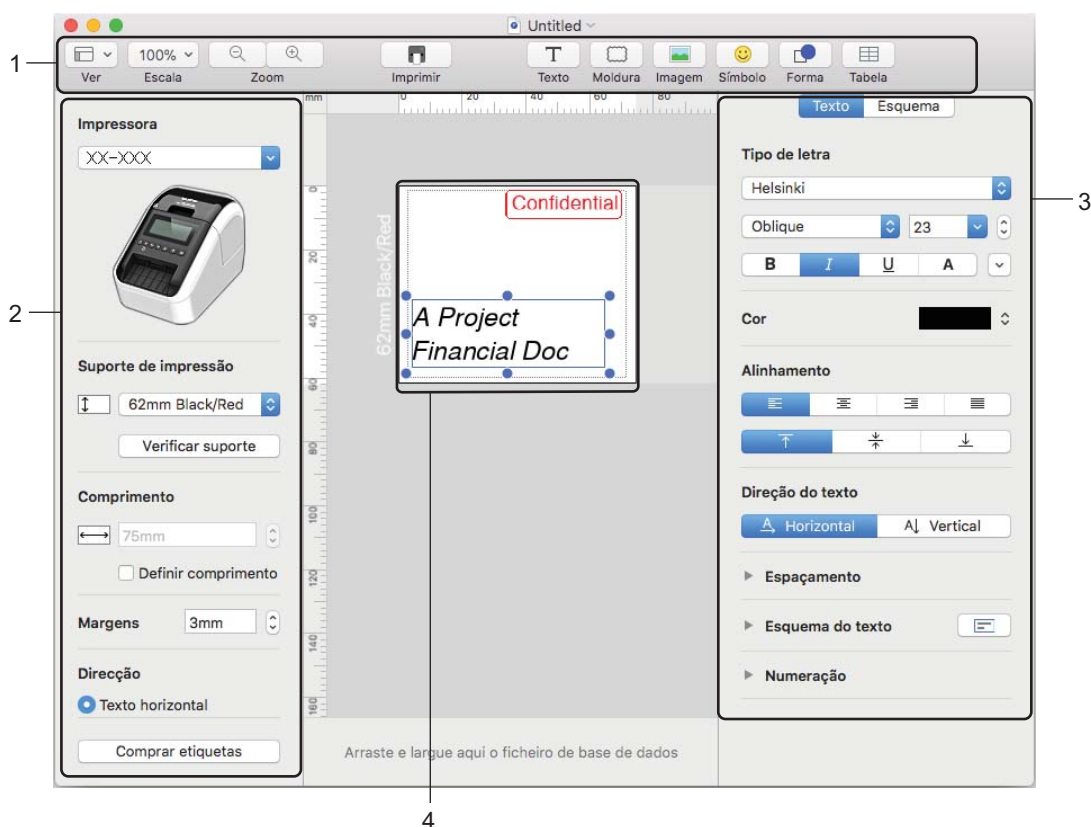 Untitled
1
100%
Ver Escala Zoom Imprimir Texto Moldura Imagem Símbolo Forma Tabela
2
Impressora
XX-XXX
Suporte de impressão
62mm Black/Red
Verificar suporte
Comprimento
75mm
Definir comprimento
Margens 3mm
Direcção
Texto horizontal
Comprar etiquetas
mm 0 20 40 60 80
0
20
40
60
80
100
120
140
160
62mm Black/Red
Confidential
A Project
Financial Doc
Arraste e largue aqui o ficheiro de base de dados
4
3
Texto Esquema
Tipo de letra
Helsinki
Oblique 23
B I U A
Cor
Alinhamento
Direção do texto
A Horizontal A Vertical
Espaçamento
Esquema do texto
Numeração